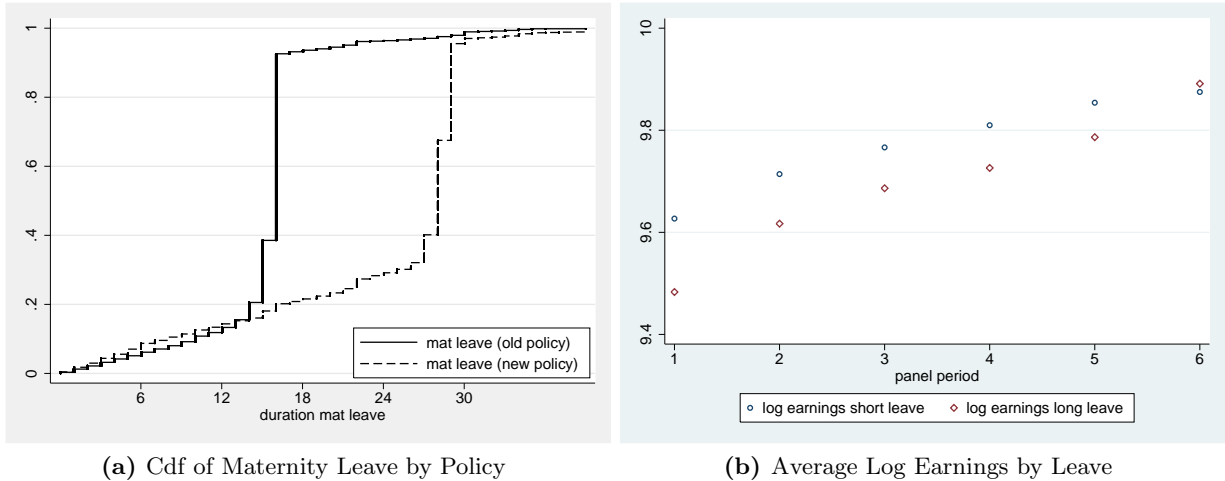 1
.8
.6
.4
.2
0
mat leave (old policy)
mat leave (new policy)
6 12 18 24 30
duration mat leave
(a) Cdf of Maternity Leave by Policy
10
9.8
9.6
9.4
1 2 3 4 5 6
panel period
log earnings short leave log earnings long leave
(b) Average Log Earnings by Leave